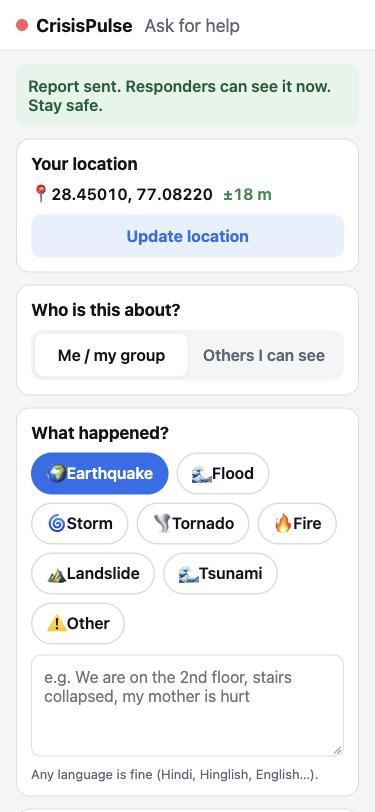 CrisisPulse Ask for help
Report sent. Responders can see it now.
Stay safe.
Your location
28.45010, 77.08220 ±18 m
Update location
Who is this about?
Me / my group Others I can see
What happened?
Earthquake Flood
Storm Tornado Fire
Landslide Tsunami
Other
e.g. We are on the 2nd floor, stairs
collapsed, my mother is hurt
Any language is fine (Hindi, Hinglish, English...).